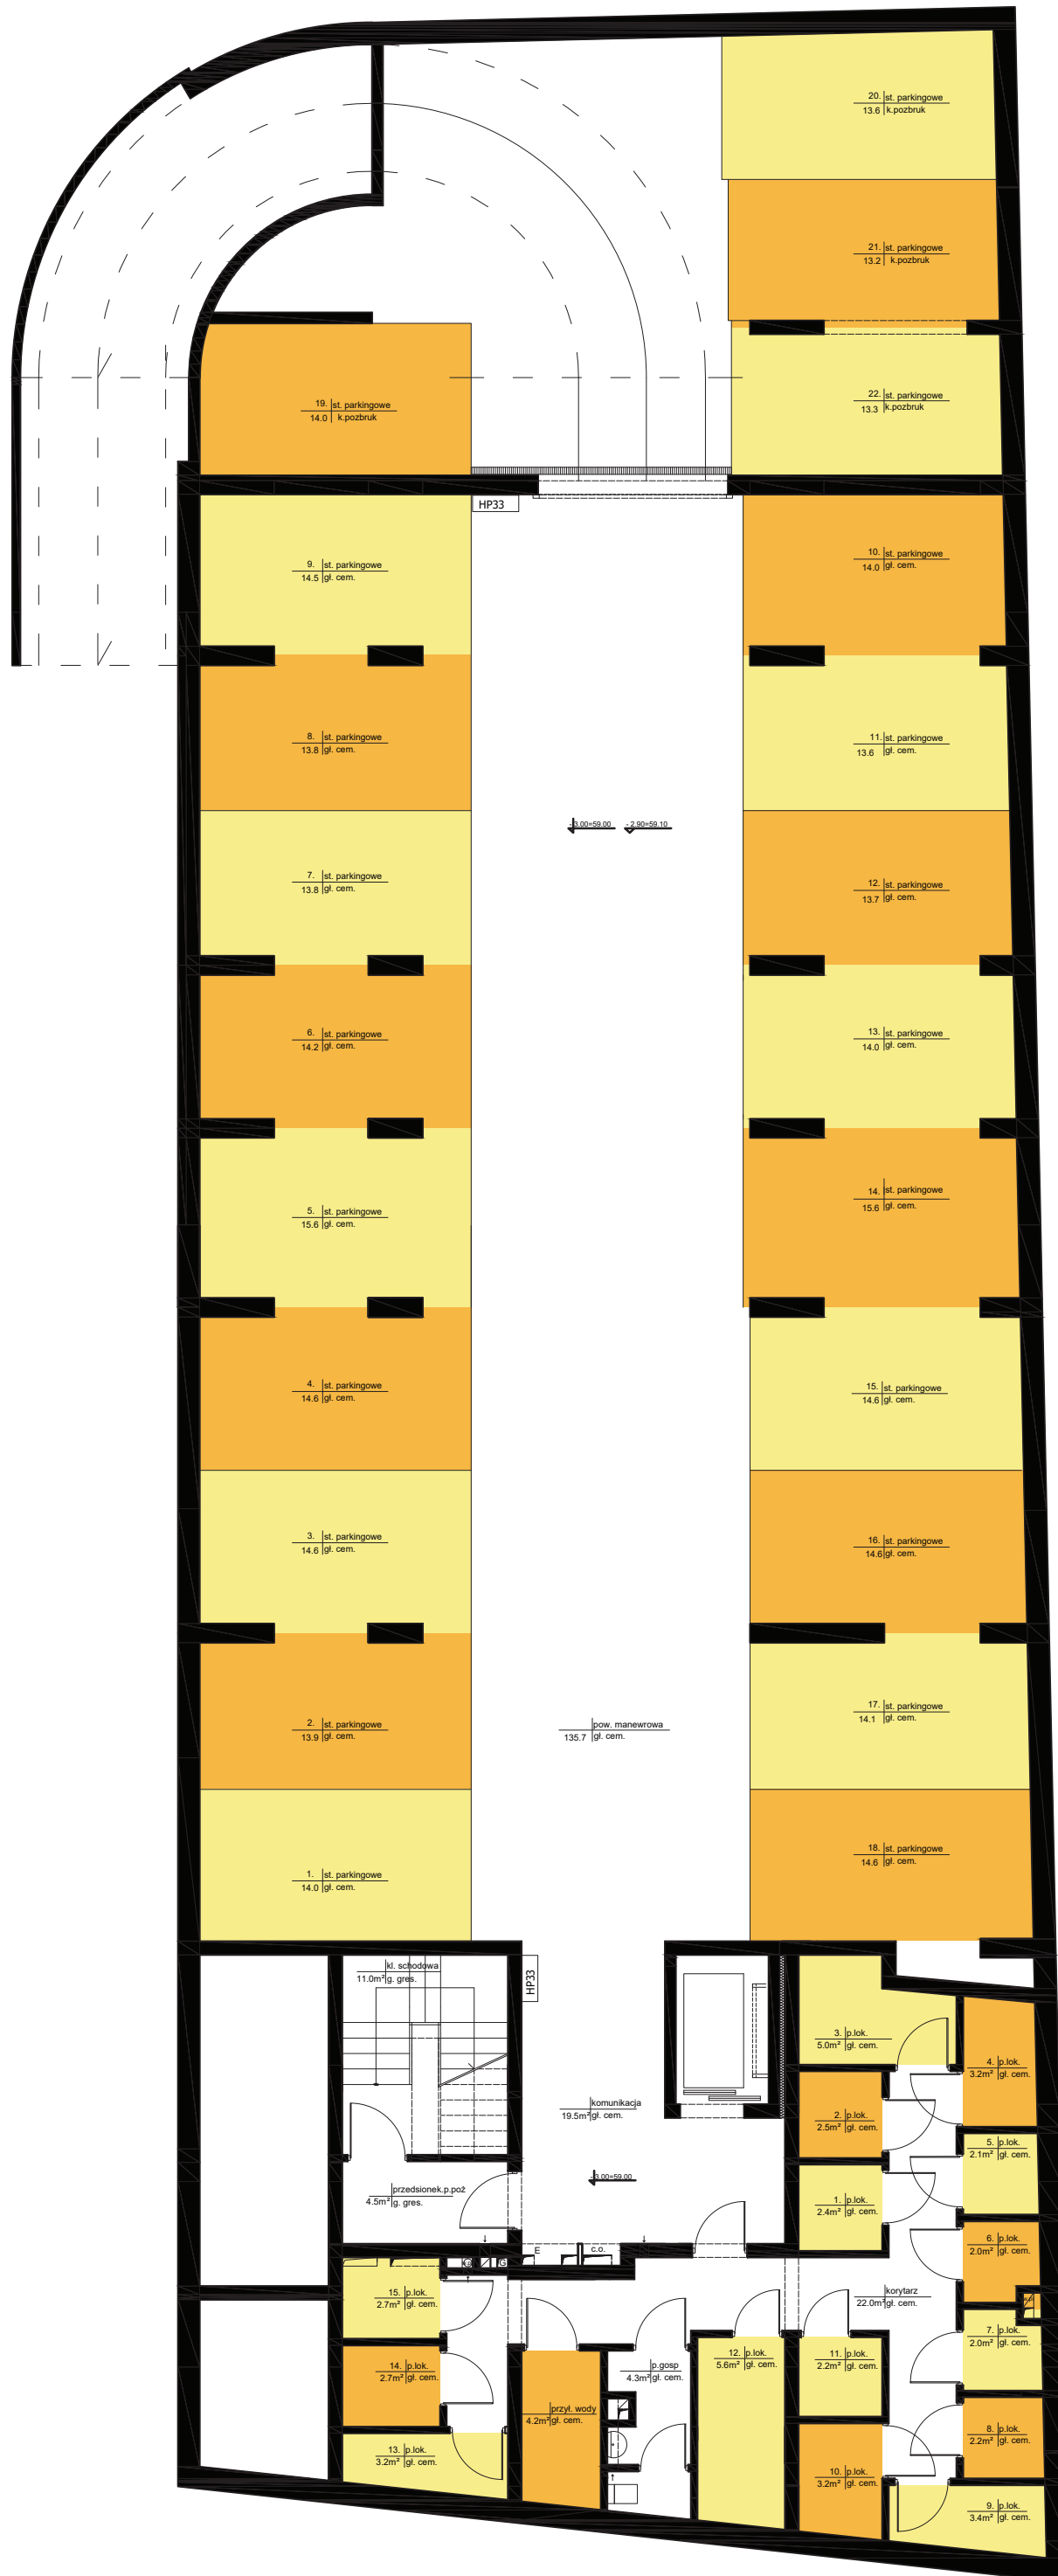 20. st. parkingowe
13.6 k.pozbruk
21. st. parkingowe
13.2 k.pozbruk
22. st. parkingowe
13.3 k.pozbruk
19. st. parkingowe
14.0 k.pozbruk
HP33
9. st. parkingowe
14.5 gł. cem.
10. st. parkingowe
14.0 gł. cem.
8. st. parkingowe
13.8 gł. cem.
11. st. parkingowe
13.6 gł. cem.
-3.00=59.00 -2.90=59.10
7. st. parkingowe
13.8 gł. cem.
12. st. parkingowe
13.7 gł. cem.
6. st. parkingowe
14.2 gł. cem.
13. st. parkingowe
14.0 gł. cem.
5. st. parkingowe
15.6 gł. cem.
14. st. parkingowe
15.6 gł. cem.
4. st. parkingowe
14.6 gł. cem.
15. st. parkingowe
14.6 gł. cem.
3. st. parkingowe
14.6 gł. cem.
16. st. parkingowe
14.6 gł. cem.
17. st. parkingowe
14.1 gł. cem.
2. st. parkingowe
13.9 gł. cem.
pow. manewrowa
135.7 gł. cem.
18. st. parkingowe
14.6 gł. cem.
1. st. parkingowe
14.0 gł. cem.
kl. schodowa
11.0m² g. gres.
HP33
3. p.lok.
5.0m² gł. cem.
4. p.lok.
3.2m² gł. cem.
komunikacja
19.5m² gł. cem.
2. p.lok.
2.5m² gł. cem.
5. p.lok.
2.1m² gł. cem.
-3.00=59.00
przedsionek.p.poż
4.5m² g. gres.
1. p.lok.
2.4m² gł. cem.
6. p.lok.
2.0m² gł. cem.
E
c.o.
G
15. p.lok.
2.7m² gł. cem.
korytarz
22.0m² gł. cem.
7. p.lok.
2.0m² gł. cem.
14. p.lok.
2.7m² gł. cem.
p.gosp
4.3m² gł. cem.
12. p.lok.
5.6m² gł. cem.
11. p.lok.
2.2m² gł. cem.
przył. wody
4.2m² gł. cem.
8. p.lok.
2.2m² gł. cem.
13. p.lok.
3.2m² gł. cem.
10. p.lok.
3.2m² gł. cem.
9. p.lok.
3.4m² gł. cem.